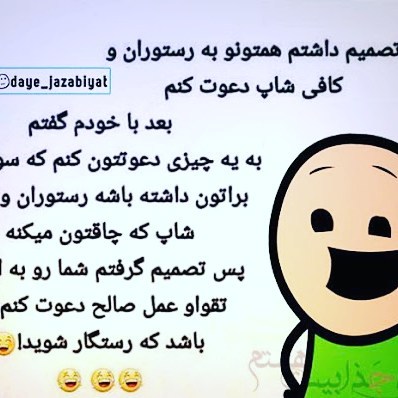 تصمیم داشتم همتونو به رستوران و
کافی شاپ دعوت کنم
daye_jazabiyat
بعد با خودم گفتم
به یه چیزی دعوتتون کنم که سو
براتون داشته باشه رستوران و
شاپ که چاقتون میکنه
پس تصمیم گرفتم شما رو به ا
تقواو عمل صالح دعوت کنم
باشد که رستگار شوید!😄
😄 😄😄